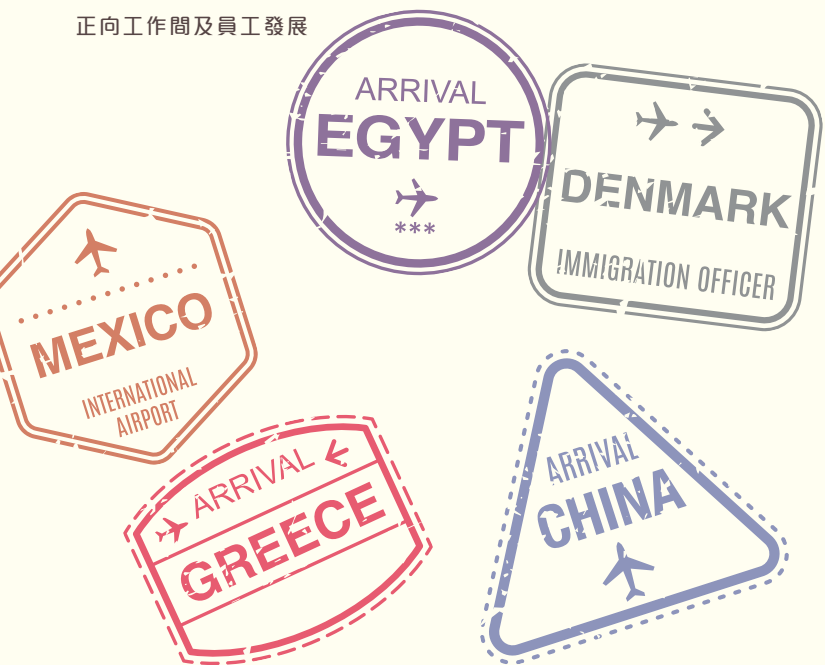 正向工作間及員工發展
ARRIVAL
EGYPT
***
DENMARK
IMMIGRATION OFFICER
MEXICO
INTERNATIONAL
AIRPORT
ARRIVAL
GREECE
ARRIVAL
CHINA